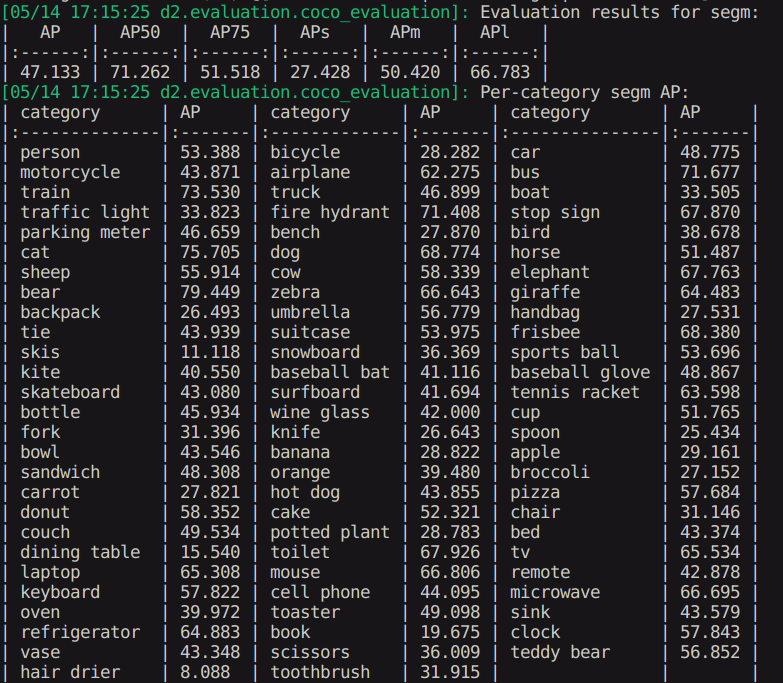 [05/14 17:15:25 d2.evaluation.coco_evaluation]: Evaluation results for segm:
|   AP   |  AP50  |  AP75  |  APs   |  APm   |  APl   |
|:------:|:------:|:------:|:------:|:------:|:------:|
| 47.133 | 71.262 | 51.518 | 27.428 | 50.420 | 66.783 |
[05/14 17:15:25 d2.evaluation.coco_evaluation]: Per-category segm AP:
| category      | AP     | category     | AP     | category       | AP     |
|:--------------|:-------|:-------------|:-------|:---------------|:-------|
| person        | 53.388 | bicycle      | 28.282 | car            | 48.775 |
| motorcycle    | 43.871 | airplane     | 62.275 | bus            | 71.677 |
| train         | 73.530 | truck        | 46.899 | boat           | 33.505 |
| traffic light | 33.823 | fire hydrant | 71.408 | stop sign      | 67.870 |
| parking meter | 46.659 | bench        | 27.870 | bird           | 38.678 |
| cat           | 75.705 | dog          | 68.774 | horse          | 51.487 |
| sheep         | 55.914 | cow          | 58.339 | elephant       | 67.763 |
| bear          | 79.449 | zebra        | 66.643 | giraffe        | 64.483 |
| backpack      | 26.493 | umbrella     | 56.779 | handbag        | 27.531 |
| tie           | 43.939 | suitcase     | 53.975 | frisbee        | 68.380 |
| skis          | 11.118 | snowboard    | 36.369 | sports ball    | 53.696 |
| kite          | 40.550 | baseball bat | 41.116 | baseball glove | 48.867 |
| skateboard    | 43.080 | surfboard    | 41.694 | tennis racket  | 63.598 |
| bottle        | 45.934 | wine glass   | 42.000 | cup            | 51.765 |
| fork          | 31.396 | knife        | 26.643 | spoon          | 25.434 |
| bowl          | 43.546 | banana       | 28.822 | apple          | 29.161 |
| sandwich      | 48.308 | orange       | 39.480 | broccoli       | 27.152 |
| carrot        | 27.821 | hot dog      | 43.855 | pizza          | 57.684 |
| donut         | 58.352 | cake         | 52.321 | chair          | 31.146 |
| couch         | 49.534 | potted plant | 28.783 | bed            | 43.374 |
| dining table  | 15.540 | toilet       | 67.926 | tv             | 65.534 |
| laptop        | 65.308 | mouse        | 66.806 | remote         | 42.878 |
| keyboard      | 57.822 | cell phone   | 44.095 | microwave      | 66.695 |
| oven          | 39.972 | toaster      | 49.098 | sink           | 43.579 |
| refrigerator  | 64.883 | book         | 19.675 | clock          | 57.843 |
| vase          | 43.348 | scissors     | 36.009 | teddy bear     | 56.852 |
| hair drier    | 8.088  | toothbrush   | 31.915 |                |        |